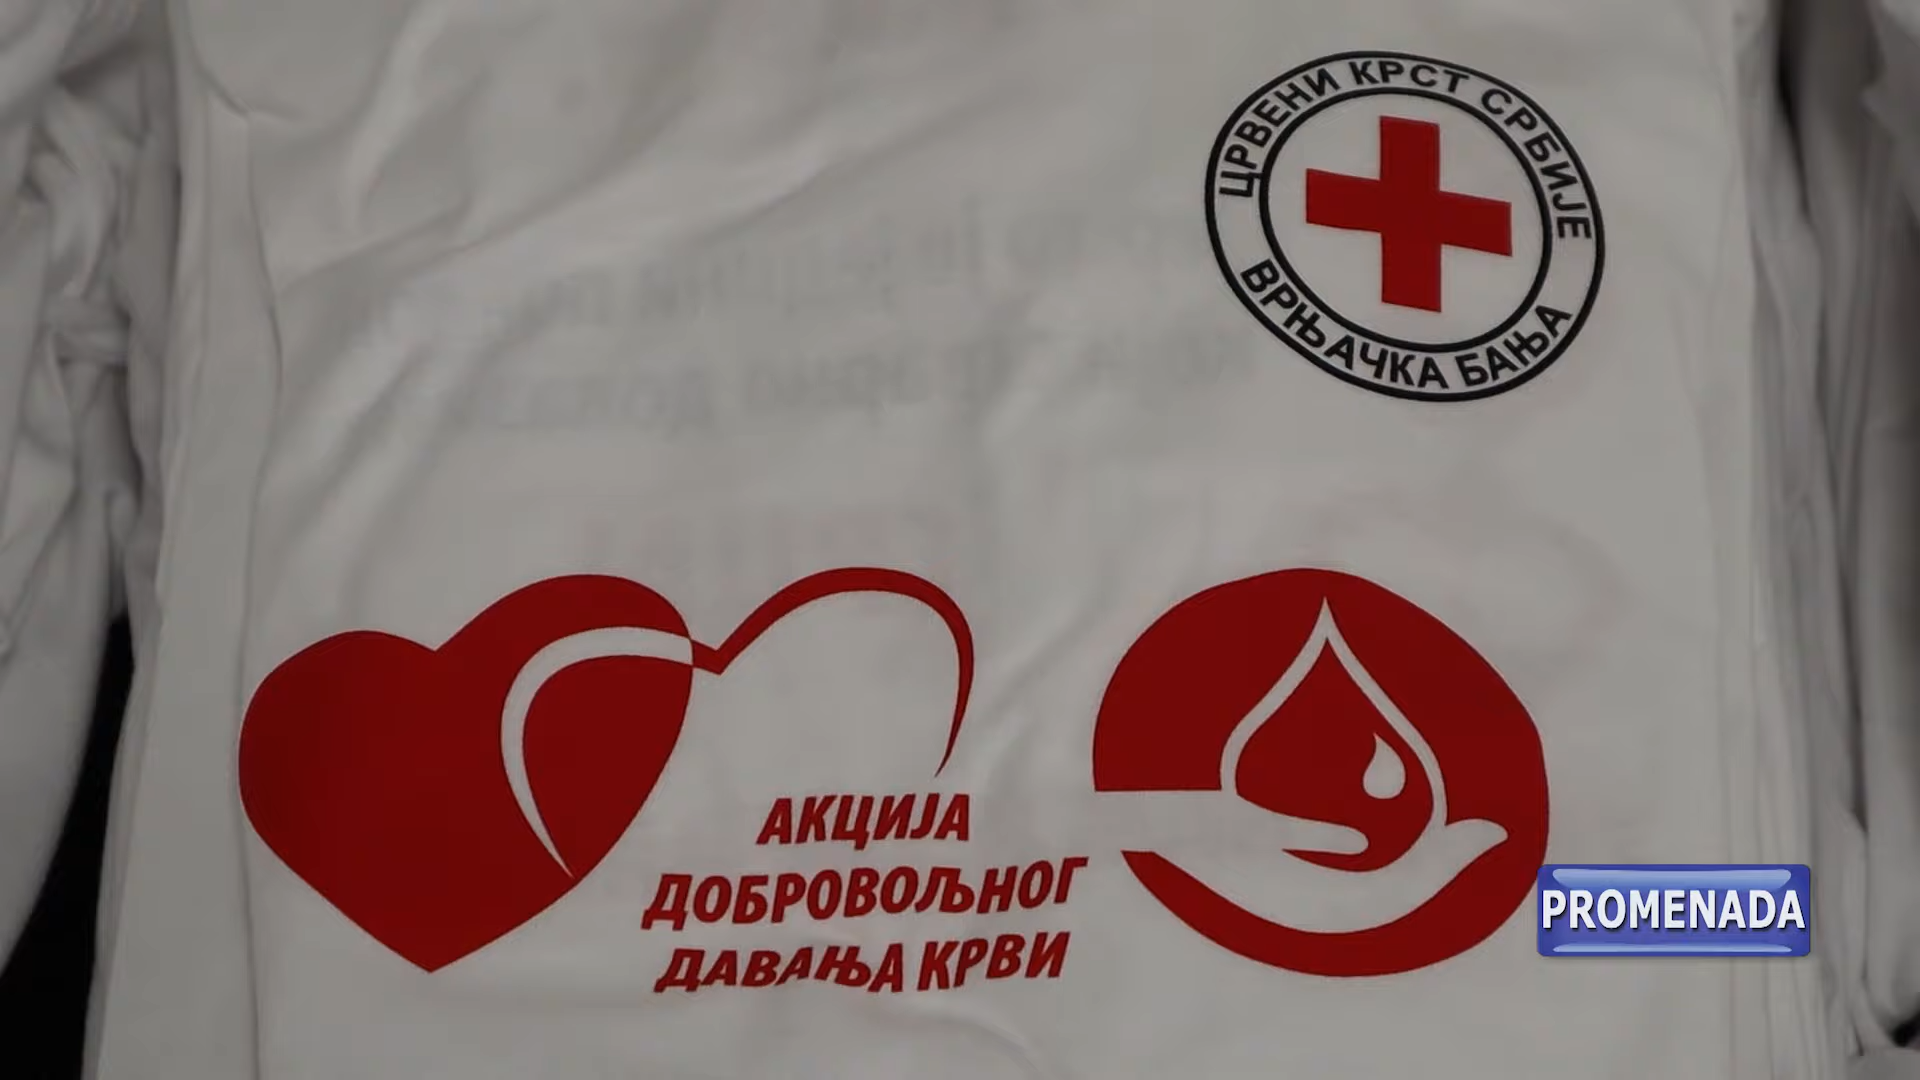 ЦРВЕНИ КРСТ СРБИЈЕ
ВРЊАЧКА БАЊА
АКЦИЈА
ДОБРОВОЉНОГ
ДАВАЊА КРВИ
PROMENADA